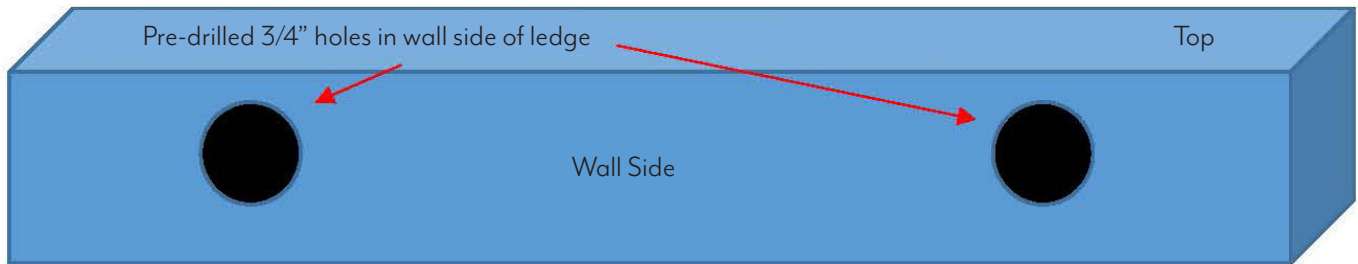 Pre-drilled 3/4” holes in wall side of ledge
Top
Wall Side